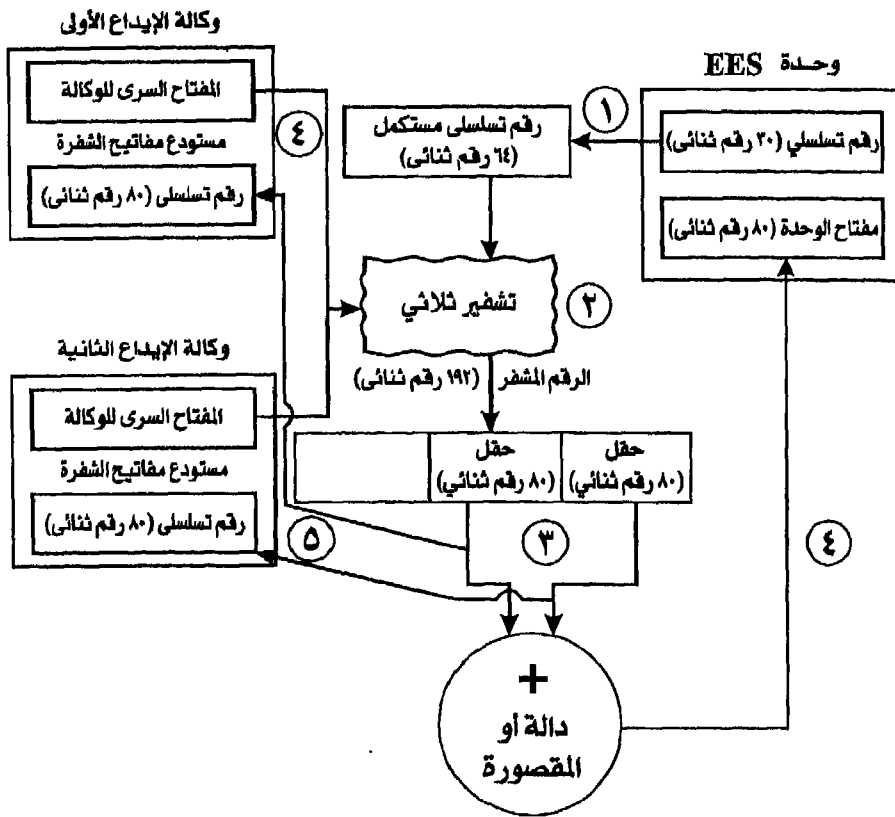 وكالة الإيداع الأولى
المفتاح السرى للوكالة
مستودع مفاتيح الشفرة
رقم تسلسلى (٨٠ رقم ثنائى)
٤
وحدة EES
رقم تسلسلي (٣٠ رقم ثنائى)
مفتاح الوحدة (٨٠ رقم ثنائى)
١
رقم تسلسلى مستكمل
(٦٤ رقم ثنائى)
تشفير ثلاثي
٢
الرقم المشفر (١٩٢ رقم ثنائى)
وكالة الإيداع الثانية
المفتاح السرى للوكالة
مستودع مفاتيح الشفرة
رقم تسلسلى (٨٠ رقم ثنائى)
حقل
(٨٠ رقم ثنائي)
حقل
(٨٠ رقم ثنائي)
٣
٥
٤
+
دالة أو
المقصورة